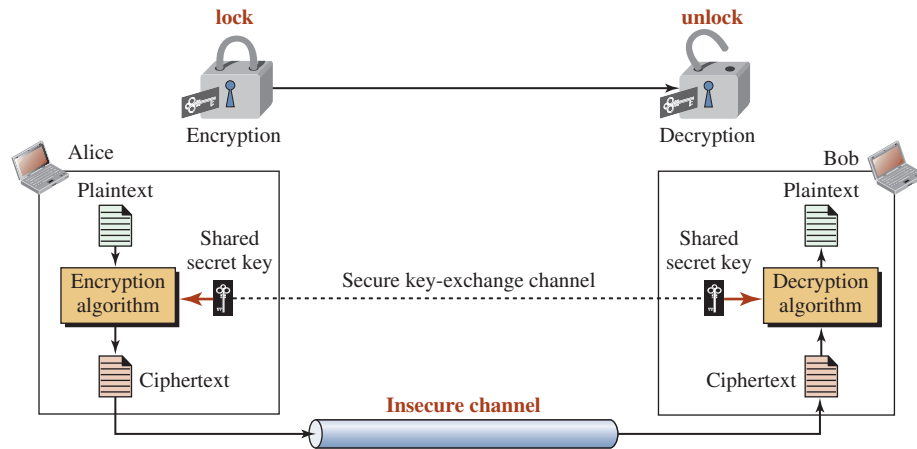 lock
unlock
Encryption
Decryption
Alice
Bob
Plaintext
Plaintext
Shared
secret key
Shared
secret key
Encryption
algorithm
Secure key-exchange channel
Decryption
algorithm
Ciphertext
Ciphertext
Insecure channel